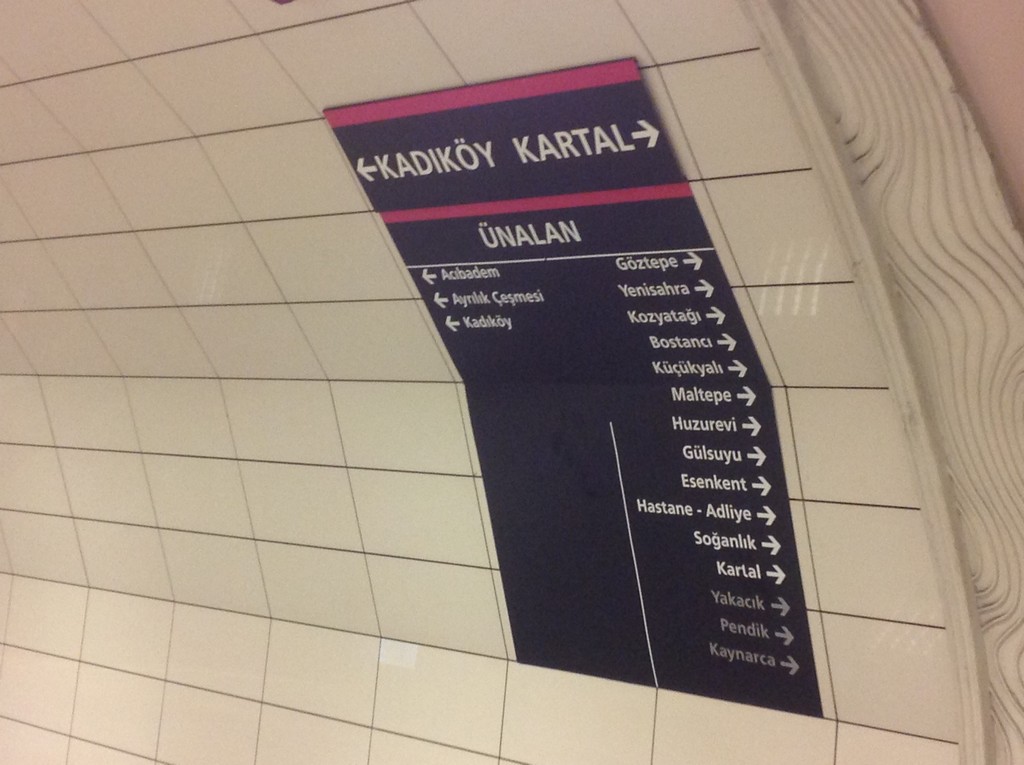 ←KADIKÖY KARTAL→
ÜNALAN
← Acıbadem
← Ayrılık Çeşmesi
← Kadıköy
Göztepe →
Yenisahra →
Kozyatağı →
Bostancı →
Küçükyalı →
Maltepe →
Huzurevi →
Gülsuyu →
Esenkent →
Hastane - Adliye →
Soğanlık →
Kartal →
Yakacık →
Pendik →
Kaynarca →